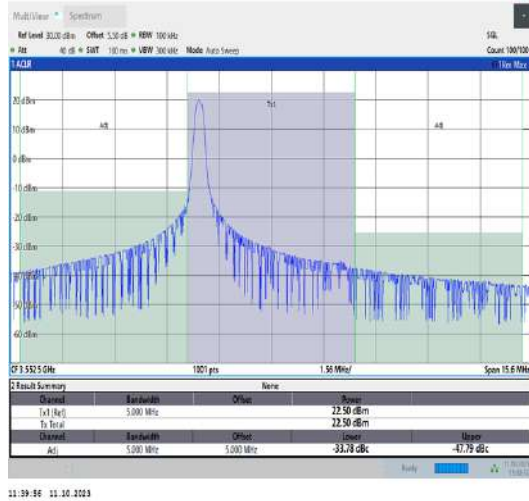 MultiView Spectrum
Ref Level 30.00 dBm Offset 5.50 dB RBW 100 kHz SGL
Att 40 dB SWT 100 ms VBW 300 kHz Mode Auto Sweep Count 100/100
1 ACLR
20 dBm
Tx1
10 dBm
Adj Adj
0 dBm
-10 dBm
-20 dBm
-30 dBm
-60 dBm
CF 3.5525 GHz 1001 pts 1.56 MHz/ Span 15.6 MHz
2 Result Summary None
Channel Bandwidth Offset Power
Tx1 (Ref) 5.000 MHz 22.50 dBm
Tx Total 22.50 dBm
Channel Bandwidth Offset Lower Upper
Adj 5.000 MHz 5.000 MHz -33.78 dBc -47.79 dBc
Ready
11:39:56 11.10.2023